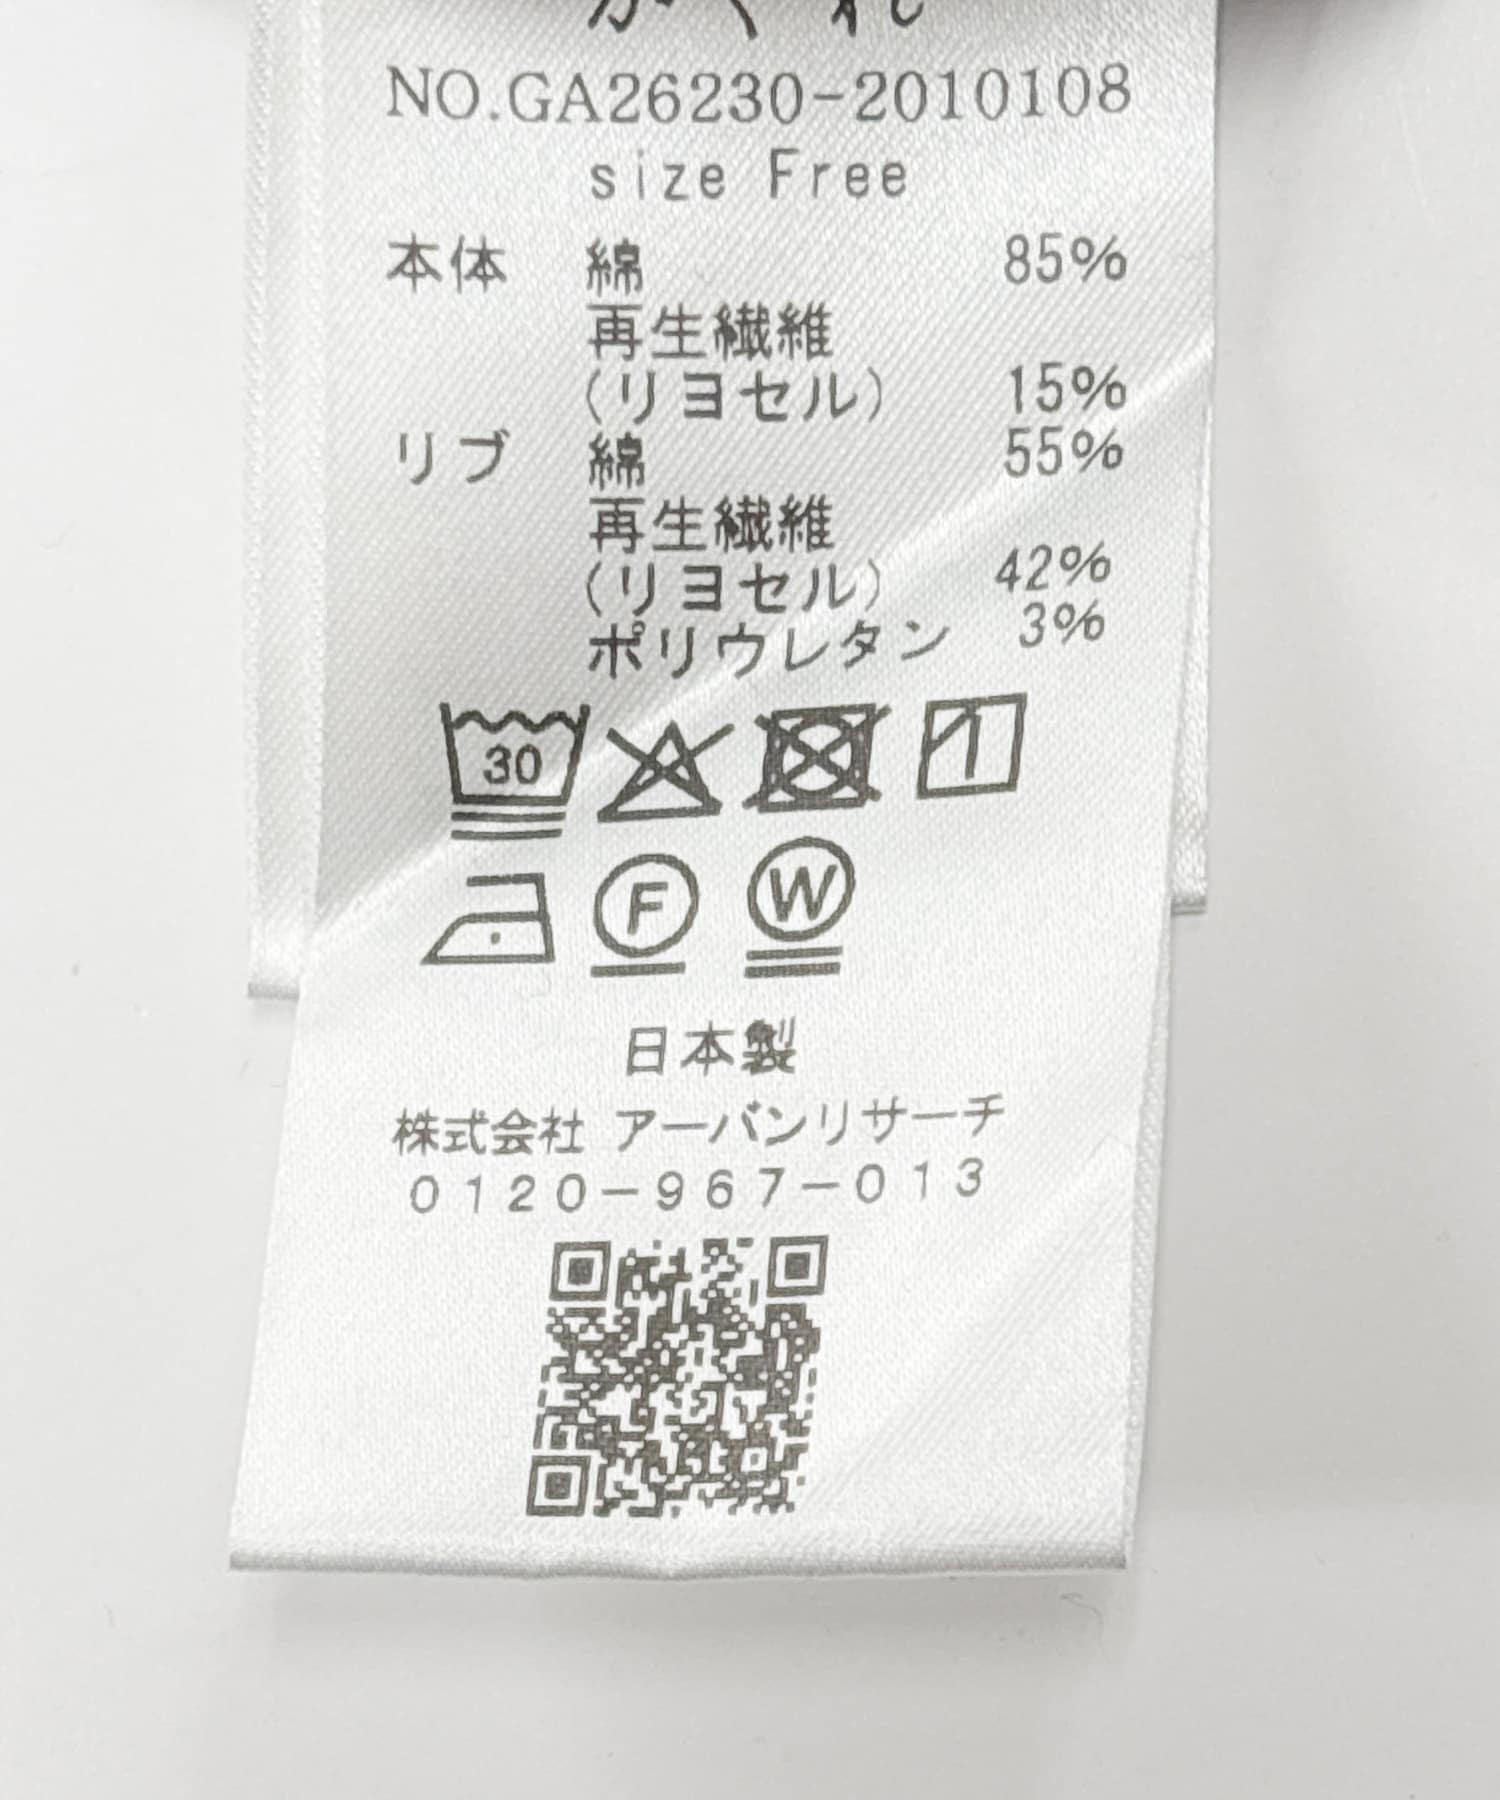 かぐれ
NO.GA26230-2010108
size Free
本体 綿 85%
再生繊維
(リヨセル) 15%
リブ 綿 55%
再生繊維
(リヨセル) 42%
ポリウレタン 3%
30
F W
日本製
株式会社 アーバンリサーチ
0120-967-013